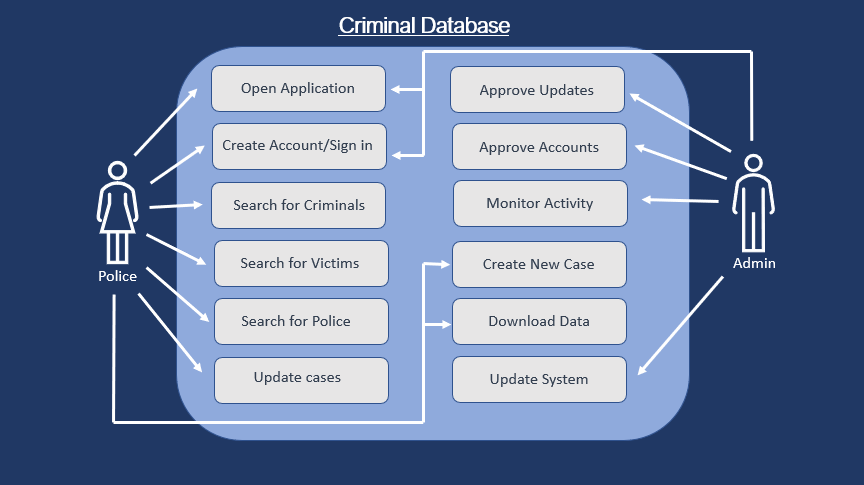 Criminal Database
Open Application
Create Account/Sign in
Search for Criminals
Search for Victims
Search for Police
Update cases
Approve Updates
Approve Accounts
Monitor Activity
Create New Case
Download Data
Update System
Police
Admin